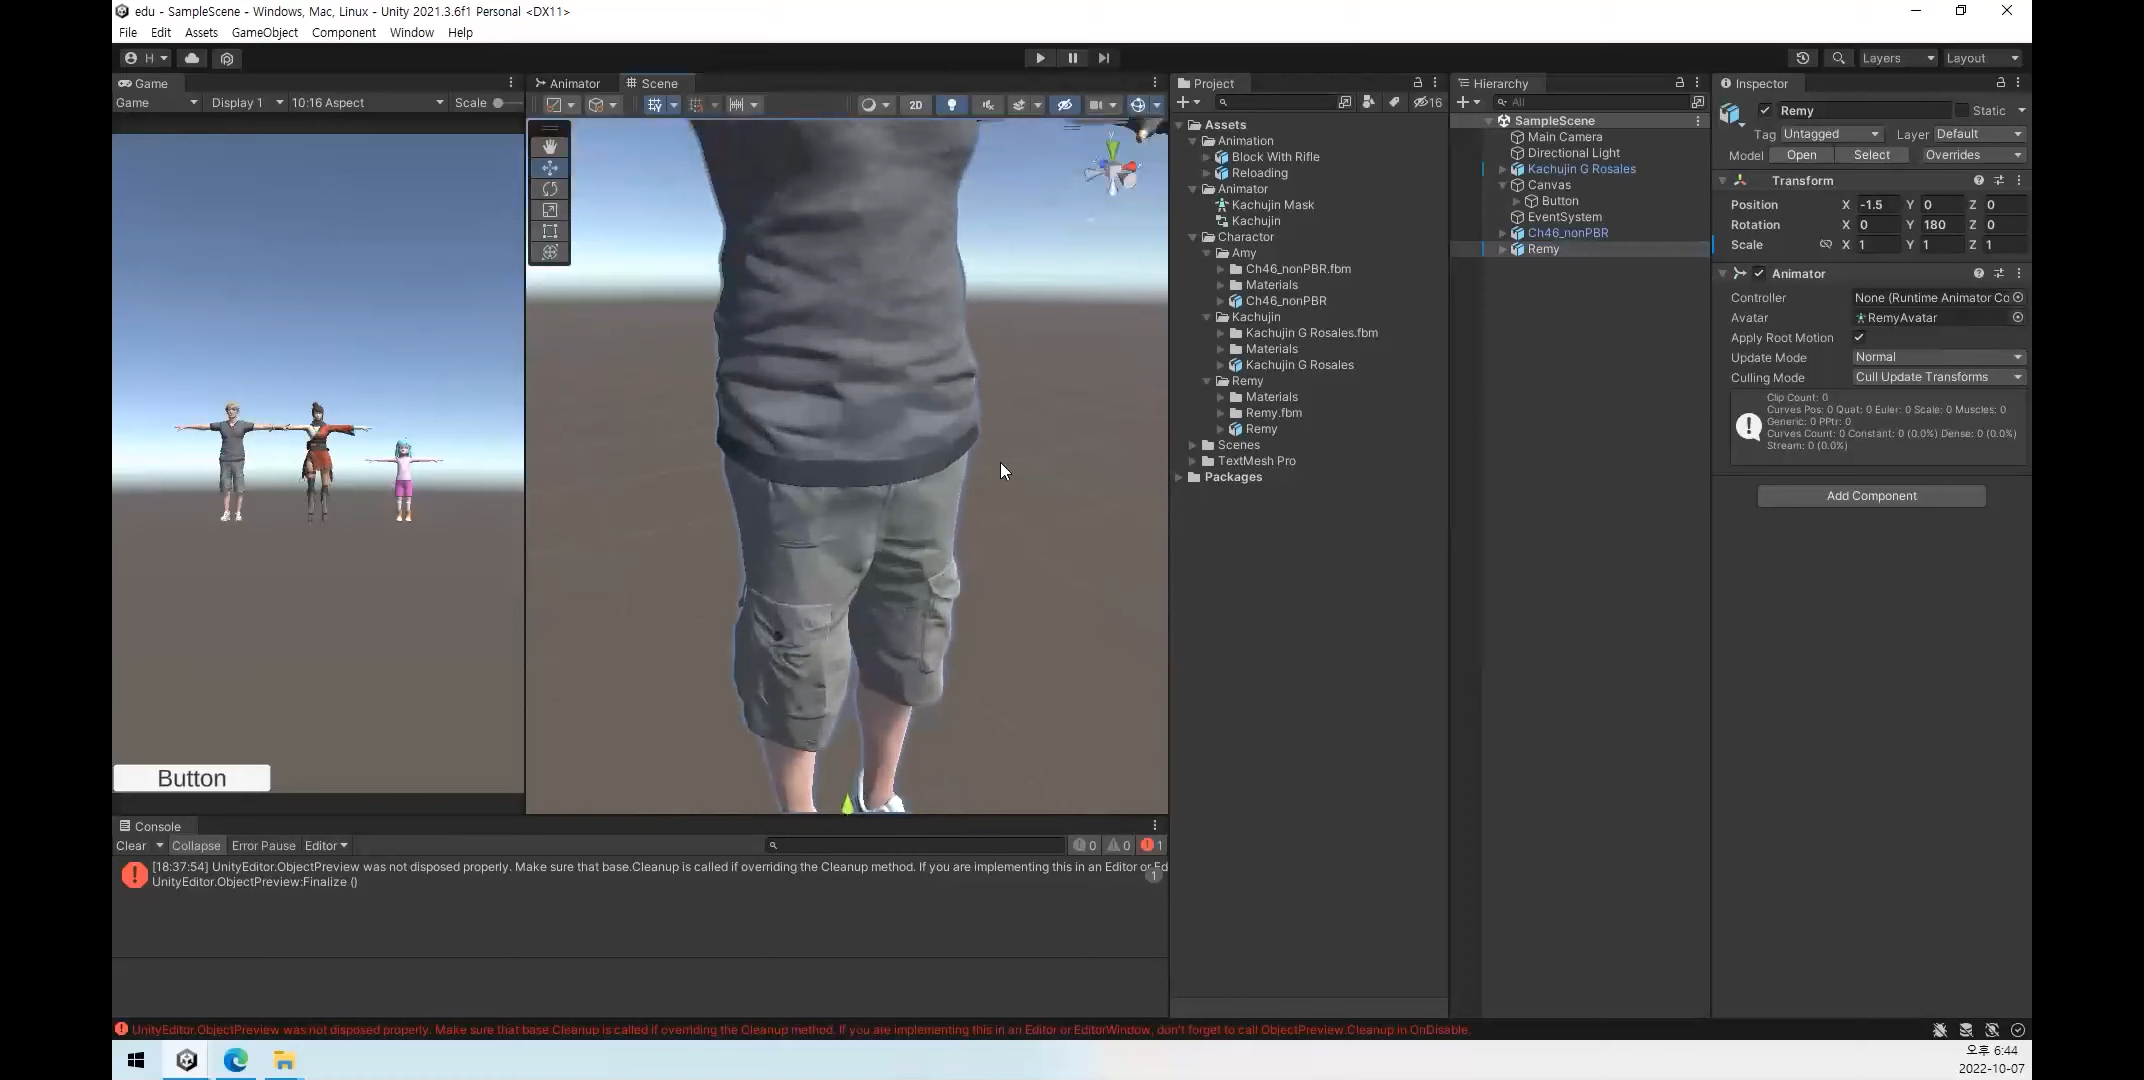 edu - SampleScene - Windows, Mac, Linux - Unity 2021.3.6f1 Personal <DX11>
File Edit Assets GameObject Component Window Help
H
Layers Layout
Game
Game Display 1 10:16 Aspect Scale
Button
Animator Scene
2D
Y
Project
16
Assets
Animation
Block With Rifle
Reloading
Animator
Kachujin Mask
Kachujin
Charactor
Amy
Ch46_nonPBR.fbm
Materials
Ch46_nonPBR
Kachujin
Kachujin G Rosales.fbm
Materials
Kachujin G Rosales
Remy
Materials
Remy.fbm
Remy
Scenes
TextMesh Pro
Packages
Hierarchy
All
SampleScene
Main Camera
Directional Light
Kachujin G Rosales
Canvas
Button
EventSystem
Ch46_nonPBR
Remy
Inspector
Remy Static
Tag Untagged Layer Default
Model Open Select Overrides
Transform
Position X -1.5 Y 0 Z 0
Rotation X 0 Y 180 Z 0
Scale X 1 Y 1 Z 1
Animator
Controller None (Runtime Animator Co
Avatar RemyAvatar
Apply Root Motion
Update Mode Normal
Culling Mode Cull Update Transforms
Clip Count: 0
Curves Pos: 0 Quat: 0 Euler: 0 Scale: 0 Muscles: 0
Generic: 0 PPtr: 0
Curves Count: 0 Constant: 0 (0.0%) Dense: 0 (0.0%)
Stream: 0 (0.0%)
Add Component
Console
Clear Collapse Error Pause Editor 0 0 1
[18:37:54] UnityEditor.ObjectPreview was not disposed properly. Make sure that base.Cleanup is called if overriding the Cleanup method. If you are implementing this in an Editor or Ed
UnityEditor.ObjectPreview:Finalize ()
1
UnityEditor.ObjectPreview was not disposed properly. Make sure that base.Cleanup is called if overriding the Cleanup method. If you are implementing this in an Editor or EditorWindow, don't forget to call ObjectPreview.Cleanup in OnDisable.
오후 6:44
2022-10-07